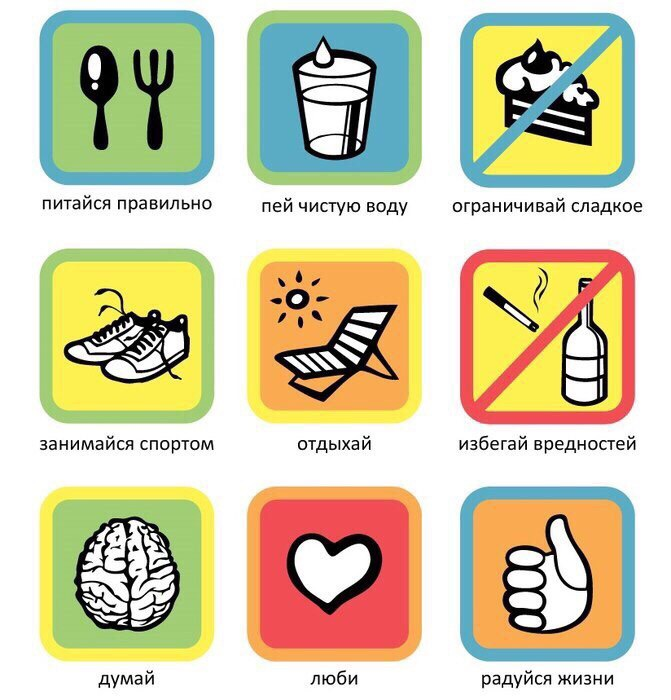 питайся правильно
пей чистую воду
ограничивай сладкое
занимайся спортом
отдыхай
избегай вредностей
думай
люби
радуйся жизни